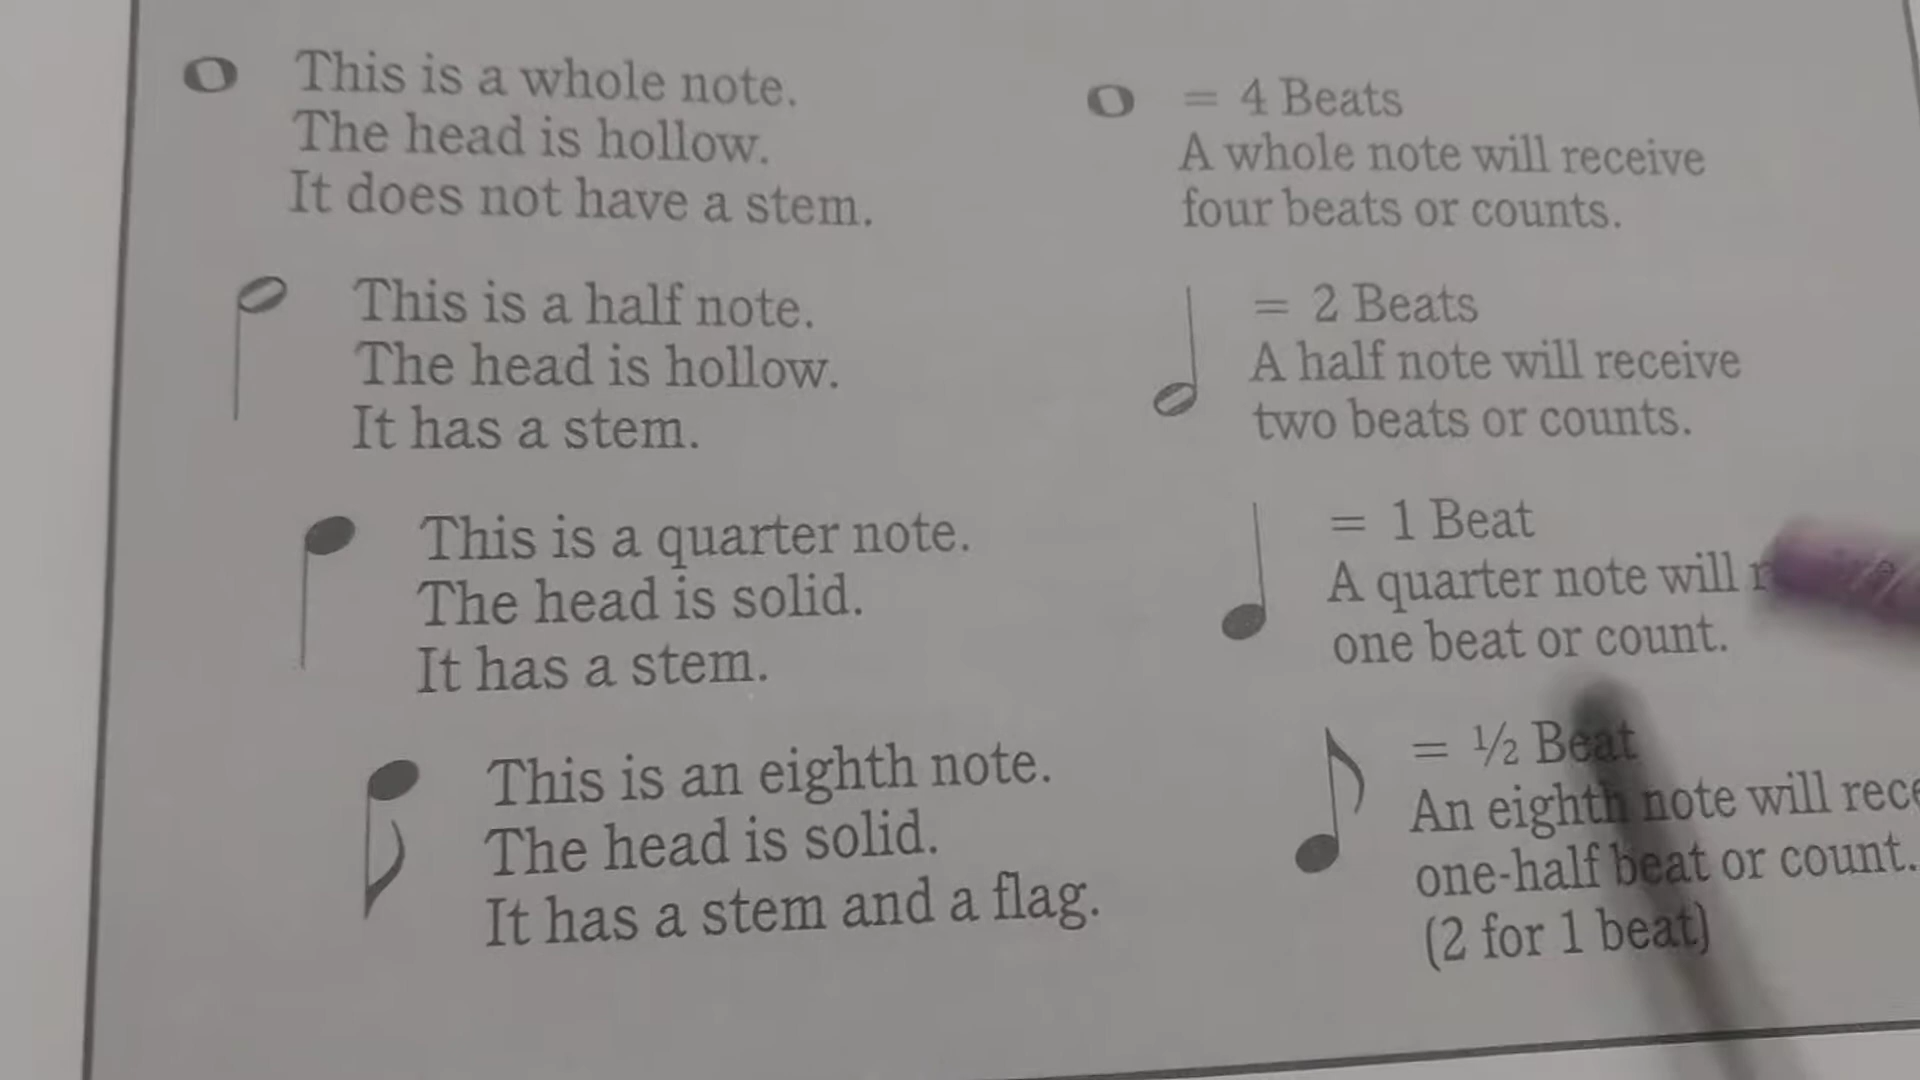 This is a whole note.
The head is hollow.
It does not have a stem.
= 4 Beats
A whole note will receive
four beats or counts.
This is a half note.
The head is hollow.
It has a stem.
= 2 Beats
A half note will receive
two beats or counts.
This is a quarter note.
The head is solid.
It has a stem.
= 1 Beat
A quarter note will
one beat or count.
This is an eighth note.
The head is solid.
It has a stem and a flag.
= ½ Beat
An eighth note will
one-half beat or count.
(2 for 1 beat)